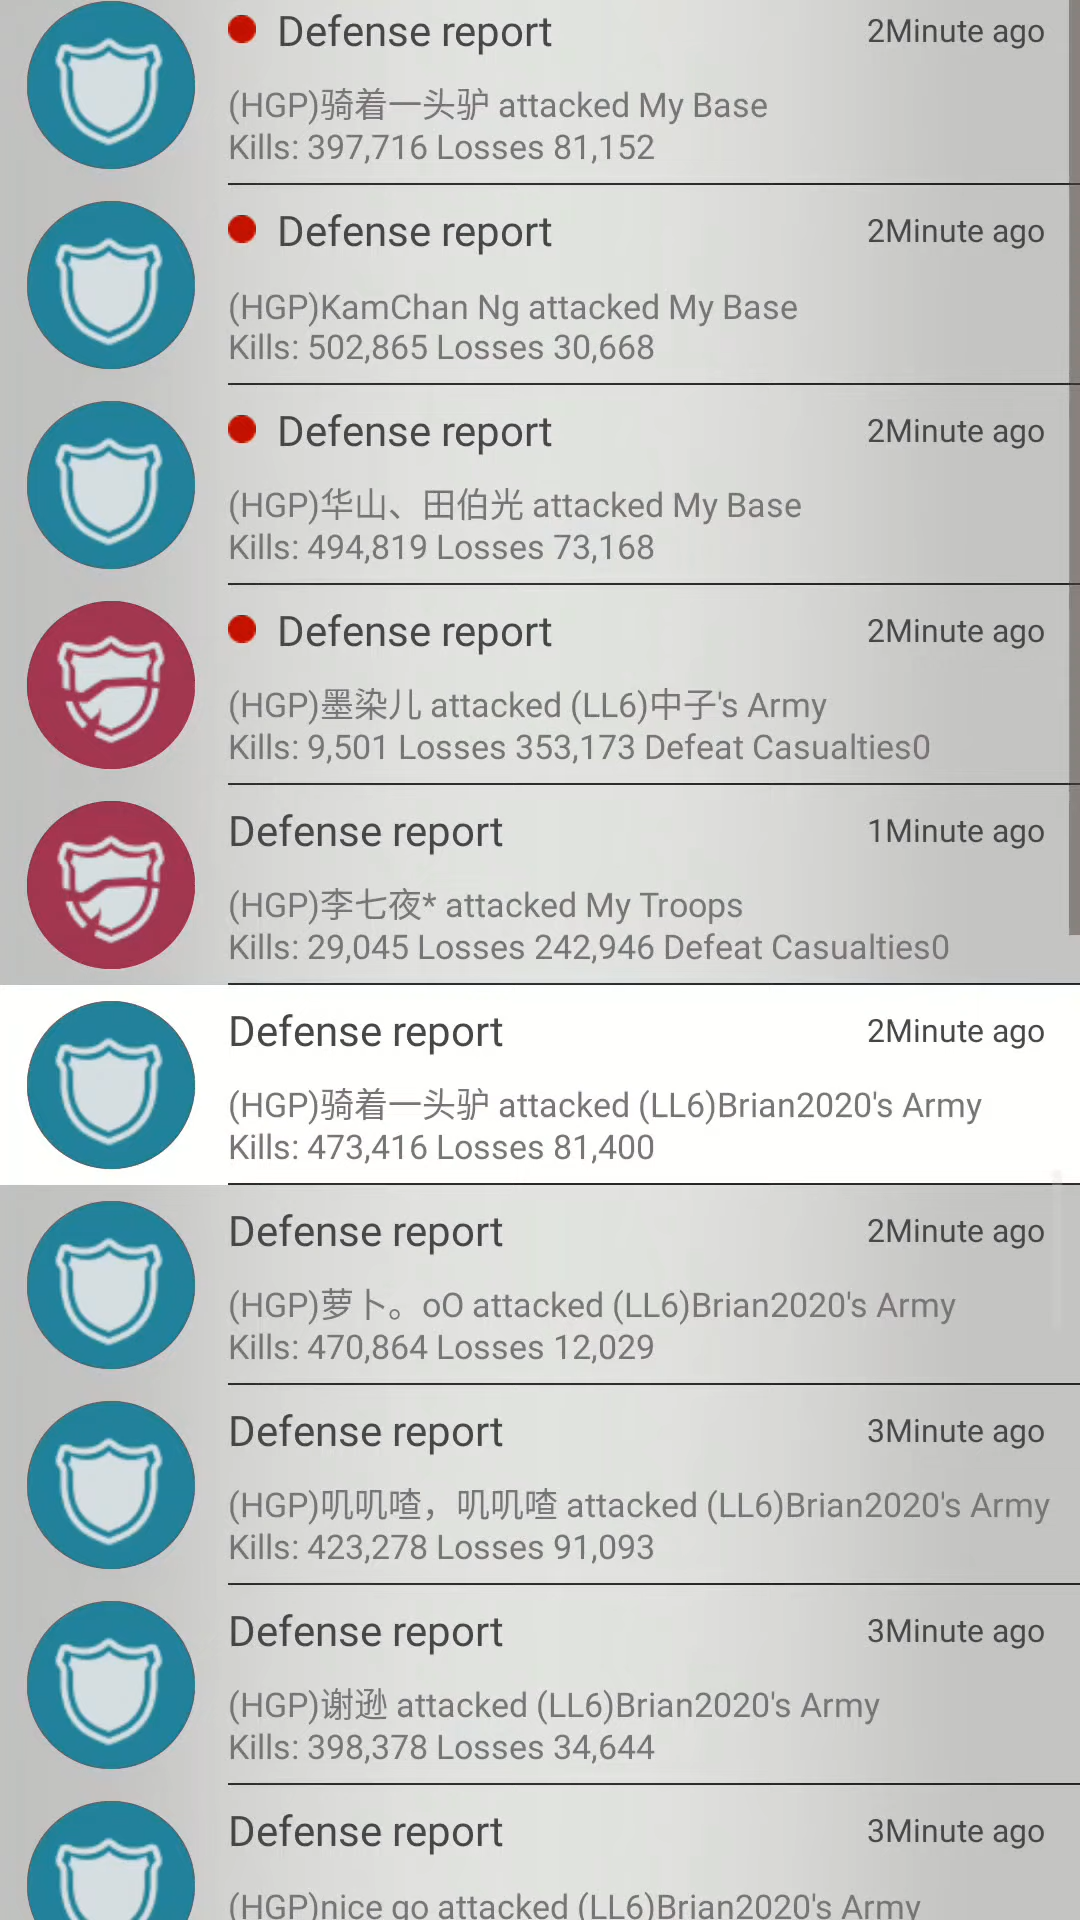 Defense report 2Minute ago
(HGP)骑着一头驴 attacked My Base
Kills: 397,716 Losses 81,152
Defense report 2Minute ago
(HGP)KamChan Ng attacked My Base
Kills: 502,865 Losses 30,668
Defense report 2Minute ago
(HGP)华山、田伯光 attacked My Base
Kills: 494,819 Losses 73,168
Defense report 2Minute ago
(HGP)墨染儿 attacked (LL6)中子's Army
Kills: 9,501 Losses 353,173 Defeat Casualties0
Defense report 1Minute ago
(HGP)李七夜* attacked My Troops
Kills: 29,045 Losses 242,946 Defeat Casualties0
Defense report 2Minute ago
(HGP)骑着一头驴 attacked (LL6)Brian2020's Army
Kills: 473,416 Losses 81,400
Defense report 2Minute ago
(HGP)萝卜。oO attacked (LL6)Brian2020's Army
Kills: 470,864 Losses 12,029
Defense report 3Minute ago
(HGP)叽叽喳，叽叽喳 attacked (LL6)Brian2020's Army
Kills: 423,278 Losses 91,093
Defense report 3Minute ago
(HGP)谢逊 attacked (LL6)Brian2020's Army
Kills: 398,378 Losses 34,644
Defense report 3Minute ago
(HGP)nice go attacked (LL6)Brian2020's Army